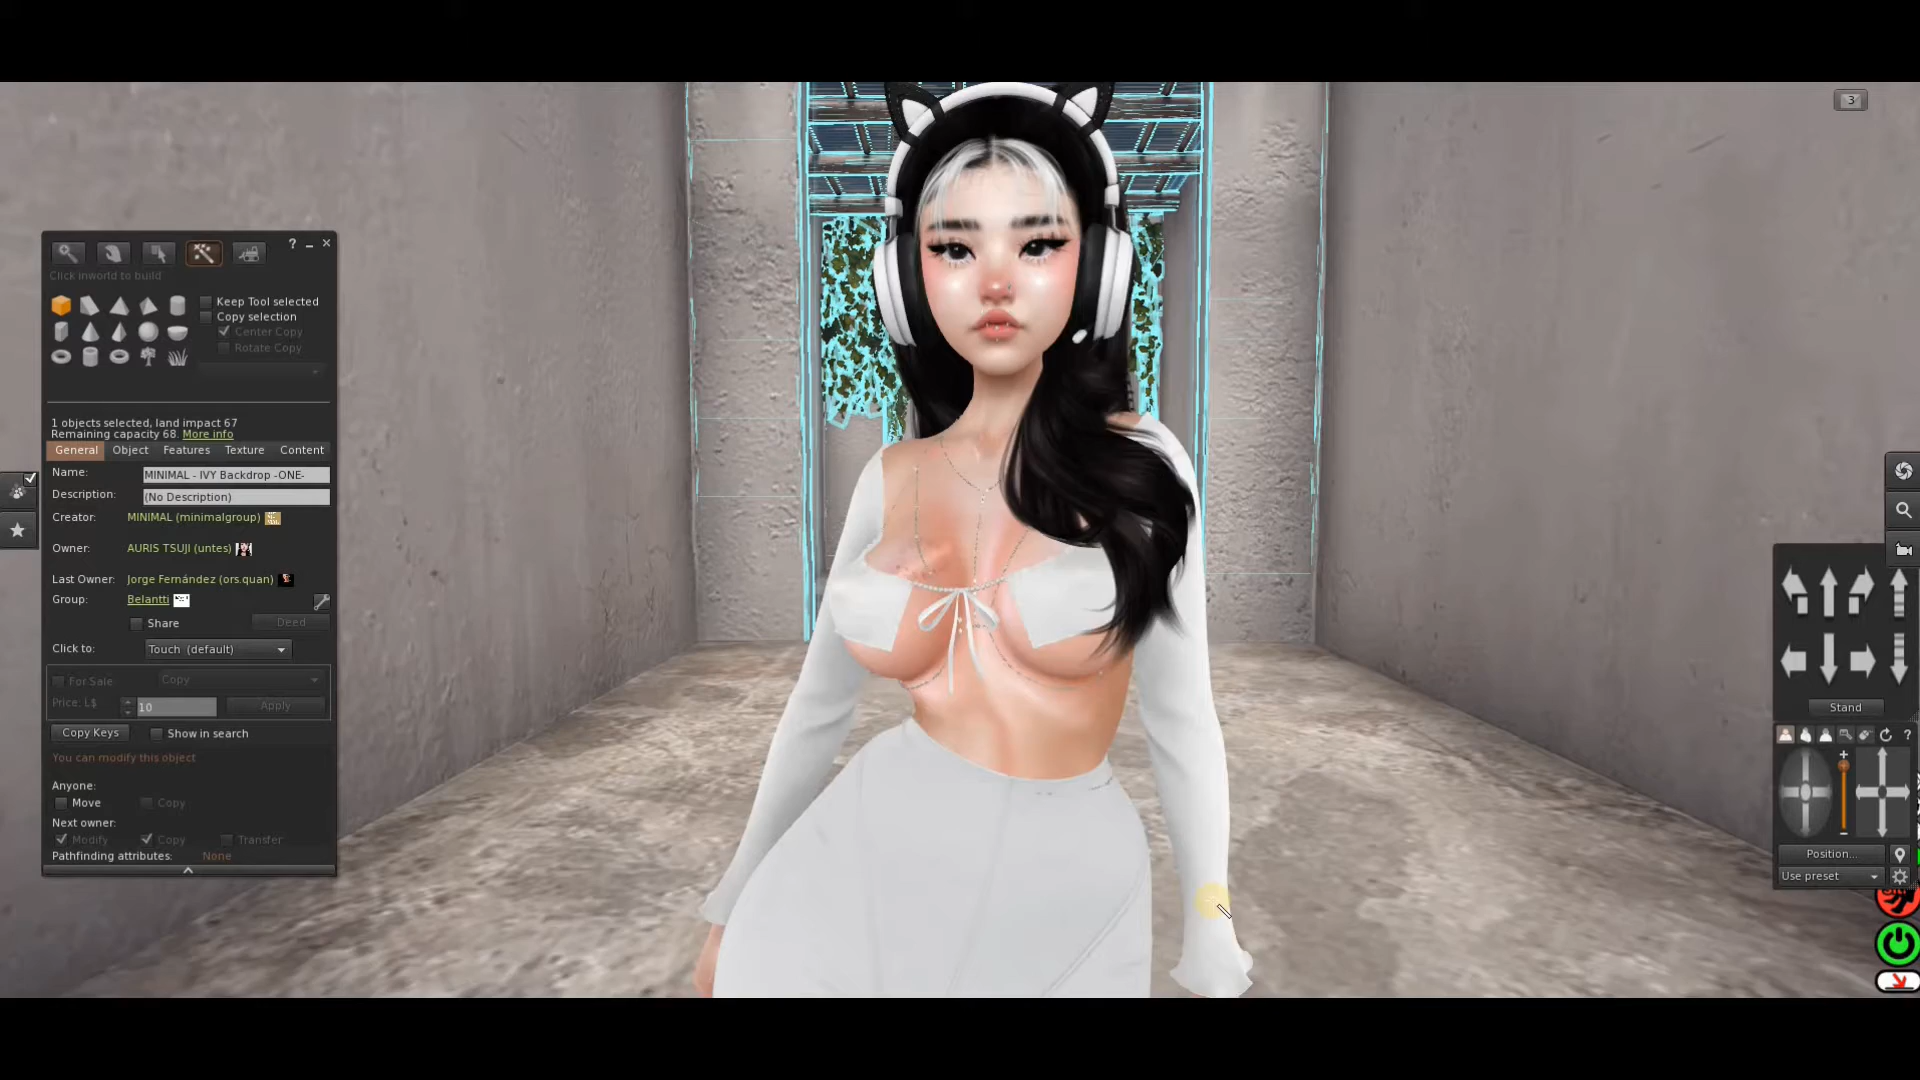 3
? _ ×
Click inworld to build
Keep Tool selected
Copy selection
Center Copy
Rotate Copy
1 objects selected, land impact 67
Remaining capacity 68. More info
General Object Features Texture Content
Name: MINIMAL - IVY Backdrop -ONE-
Description: (No Description)
Creator: MINIMAL (minimalgroup)
Owner: AURIS TSUJI (untes)
Last Owner: Jorge Fernández (ors.quan)
Group: Belantti
Share Deed
Click to: Touch (default)
For Sale: Copy
Price: L$ 10 Apply
Copy Keys Show in search
You can modify this object
Anyone:
Move Copy
Next owner:
Modify Copy Transfer
Pathfinding attributes: None
Stand
?
+
−
Position...
Use preset